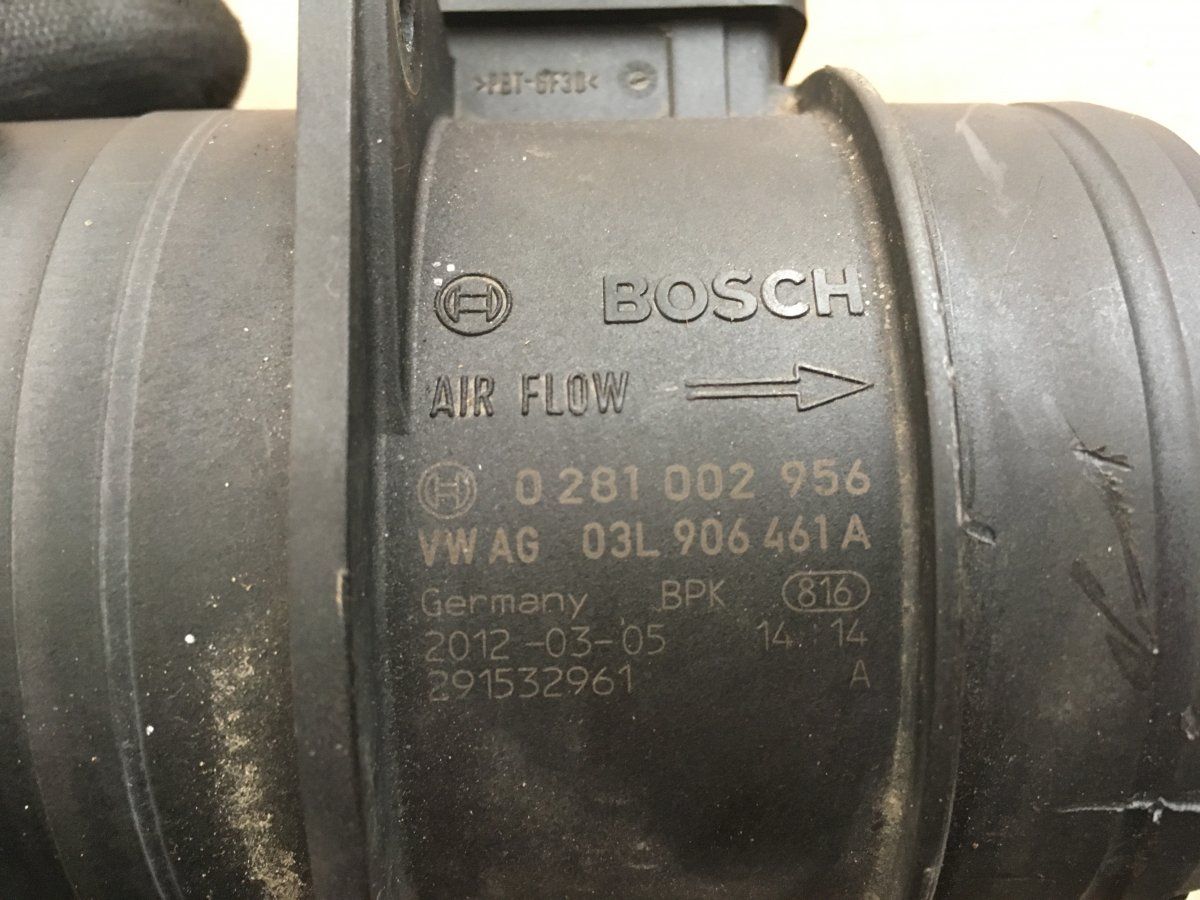 >PBT-GF30<
BOSCH
AIR FLOW
0 281 002 956
VW AG 03L 906 461 A
Germany BPK 816
2012-03-05 14:14
291532961 A